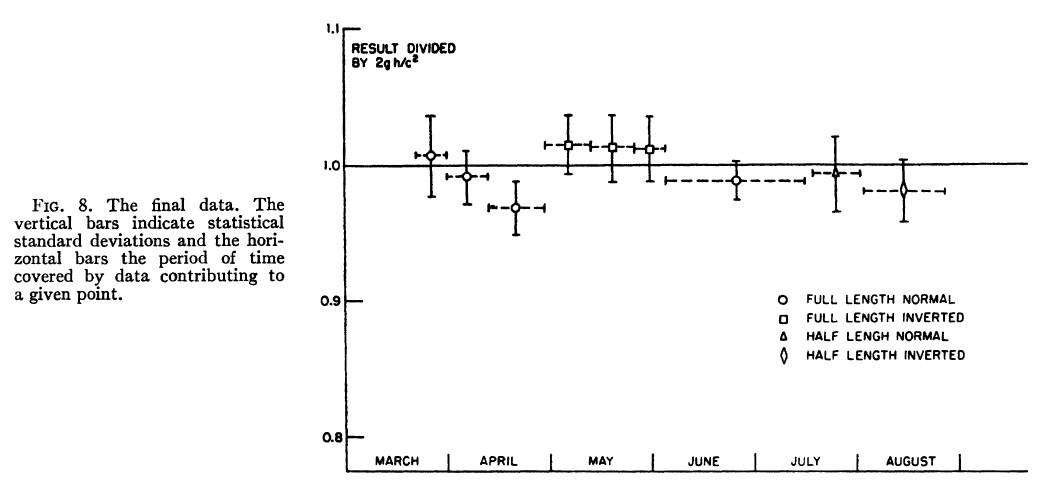 1.1
RESULT DIVIDED
BY 2gh/c²
1.0
FIG. 8. The final data. The
vertical bars indicate statistical
standard deviations and the hori-
zontal bars the period of time
covered by data contributing to
a given point.
0.9
FULL LENGTH NORMAL
FULL LENGTH INVERTED
HALF LENGH NORMAL
HALF LENGTH INVERTED
0.8
MARCH APRIL MAY JUNE JULY AUGUST